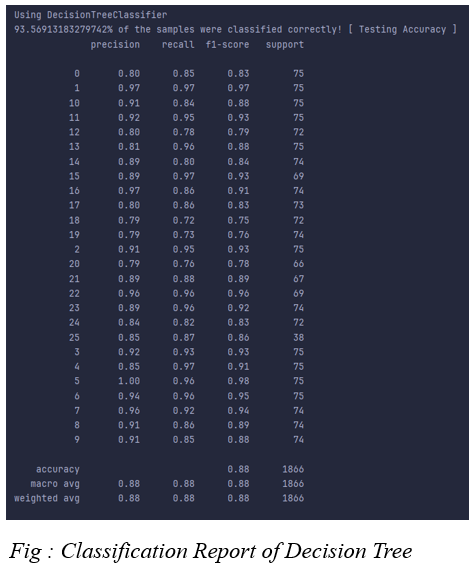 Using DecisionTreeClassifier
93.56913183279742% of the samples were classified correctly! [ Testing Accuracy ]
precision recall f1-score support
0 0.80 0.85 0.83 75
1 0.97 0.97 0.97 75
10 0.91 0.84 0.88 75
11 0.92 0.95 0.93 75
12 0.80 0.78 0.79 72
13 0.81 0.96 0.88 75
14 0.89 0.80 0.84 74
15 0.89 0.97 0.93 69
16 0.97 0.86 0.91 74
17 0.80 0.86 0.83 73
18 0.79 0.72 0.75 72
19 0.79 0.73 0.76 74
2 0.91 0.95 0.93 75
20 0.79 0.76 0.78 66
21 0.89 0.88 0.89 67
22 0.96 0.96 0.96 69
23 0.89 0.96 0.92 74
24 0.84 0.82 0.83 72
25 0.85 0.87 0.86 38
3 0.92 0.93 0.93 75
4 0.85 0.97 0.91 75
5 1.00 0.96 0.98 75
6 0.94 0.96 0.95 75
7 0.96 0.92 0.94 74
8 0.91 0.86 0.89 74
9 0.91 0.85 0.88 74
accuracy 0.88 1866
macro avg 0.88 0.88 0.88 1866
weighted avg 0.88 0.88 0.88 1866
Fig : Classification Report of Decision Tree